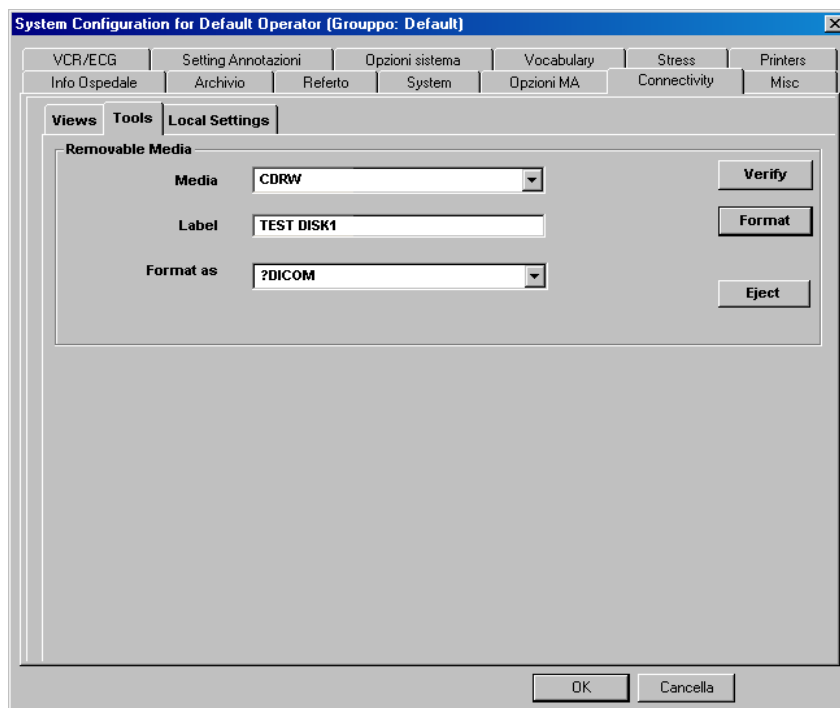 System Configuration for Default Operator (Grouppo: Default)
VCR/ECG Setting Annotazioni Opzioni sistema Vocabulary Stress Printers
Info Ospedale Archivio Referto System Opzioni MA Connectivity Misc
Views Tools Local Settings
Removable Media
Media CDRW Verify
Label TEST DISK1 Format
Format as ?DICOM
Eject
OK Cancella